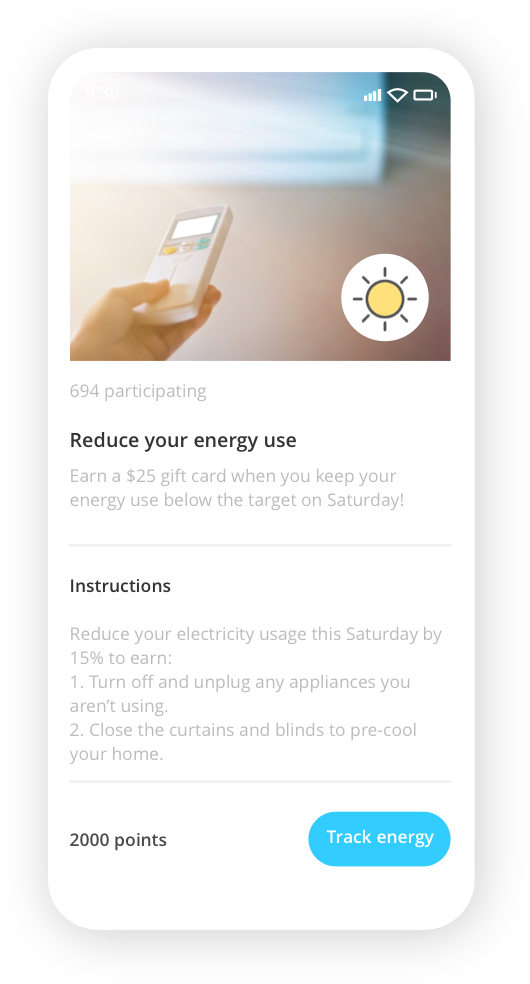 9:30
694 participating
Reduce your energy use
Earn a $25 gift card when you keep your
energy use below the target on Saturday!
Instructions
Reduce your electricity usage this Saturday by
15% to earn:
1. Turn off and unplug any appliances you
aren’t using.
2. Close the curtains and blinds to pre-cool
your home.
2000 points
Track energy